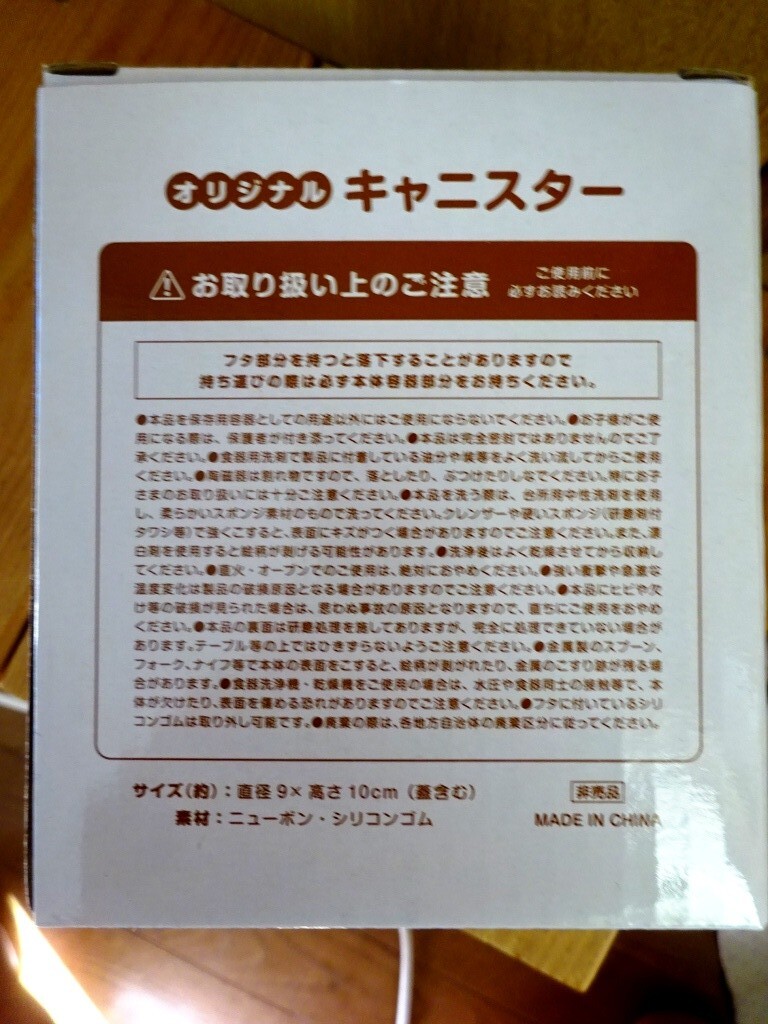 オリジナル キャニスター
お取り扱い上のご注意 ご使用前に
必ずお読みください
フタ部分を持つと落下することがありますので
持ち運びの際は必ず本体容器部分をお持ちください。
●本品を保存用容器としての用途以外にはご使用にならないでください。●お子様がご使
用になる際は、保護者が付き添ってください。●本品は完全密封ではありませんのでご了
承ください。●食器用洗剤で製品に付着している油分や埃等をよく洗い流してからご使用
ください。●陶磁器は割れ物ですので、落としたり、ぶつけたりしなでください。特にお子
さまのお取り扱いには十分ご注意ください。●本品を洗う際は、台所用中性洗剤を使用
し、柔らかいスポンジ素材のもので洗ってください。クレンザーや硬いスポンジ(研磨剤付
タワシ等)で強くこすると、表面にキズがつく場合がありますのでご注意ください。また、漂
白剤を使用すると絵柄が剥げる可能性があります。●洗浄後はよく乾燥させてから収納し
てください。●直火・オーブンでのご使用は、絶対におやめください。●強い衝撃や急激な
温度変化は製品の破損原因となる場合がありますのでご注意ください。●本品にヒビや欠
け等の破損が見られた場合は、思わぬ事故の原因となりますので、直ちにご使用をおやめ
ください。●本品の裏面は研磨処理を施してありますが、完全に処理できていない場合が
あります。テーブル等の上ではひきずらないようご注意ください。●金属製のスプーン、
フォーク、ナイフ等で本体の表面をこすると、絵柄が剥がれたり、金属のこすり跡が残る場
合があります。●食器洗浄機・乾燥機をご使用の場合は、水圧や食器同士の接触等で、本
体が欠けたり、表面を傷める恐れがありますのでご注意ください。●フタに付いているシリ
コンゴムは取り外し可能です。●廃棄の際は、各地方自治体の廃棄区分に従ってください。
サイズ(約)：直径 9× 高さ 10cm（蓋含む） 非売品
素材：ニューボン・シリコンゴム MADE IN CHINA